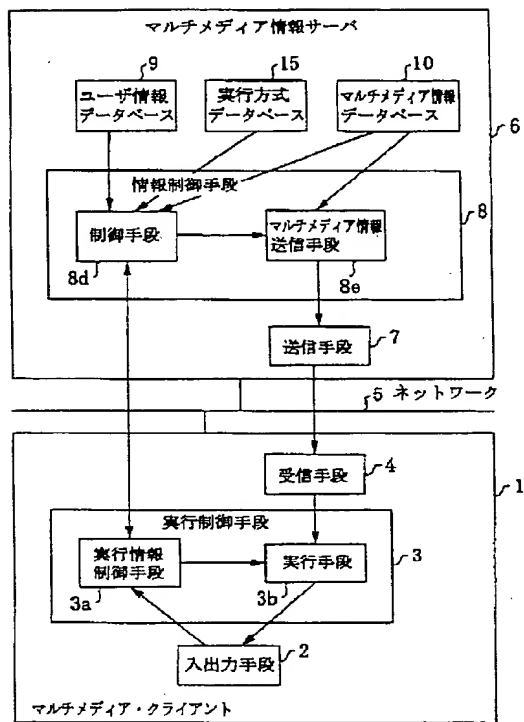 マルチメディア情報サーバ
9
15
10
ユーザ情報
データベース
実行方式
データベース
マルチメディア情報
データベース
6
情報制御手段
8
制御手段
マルチメディア情報
送信手段
8d
8e
送信手段
7
5 ネットワーク
受信手段
4
1
実行制御手段
実行情報
制御手段
実行手段
3
3a
3b
入出力手段
2
マルチメディア・クライアント